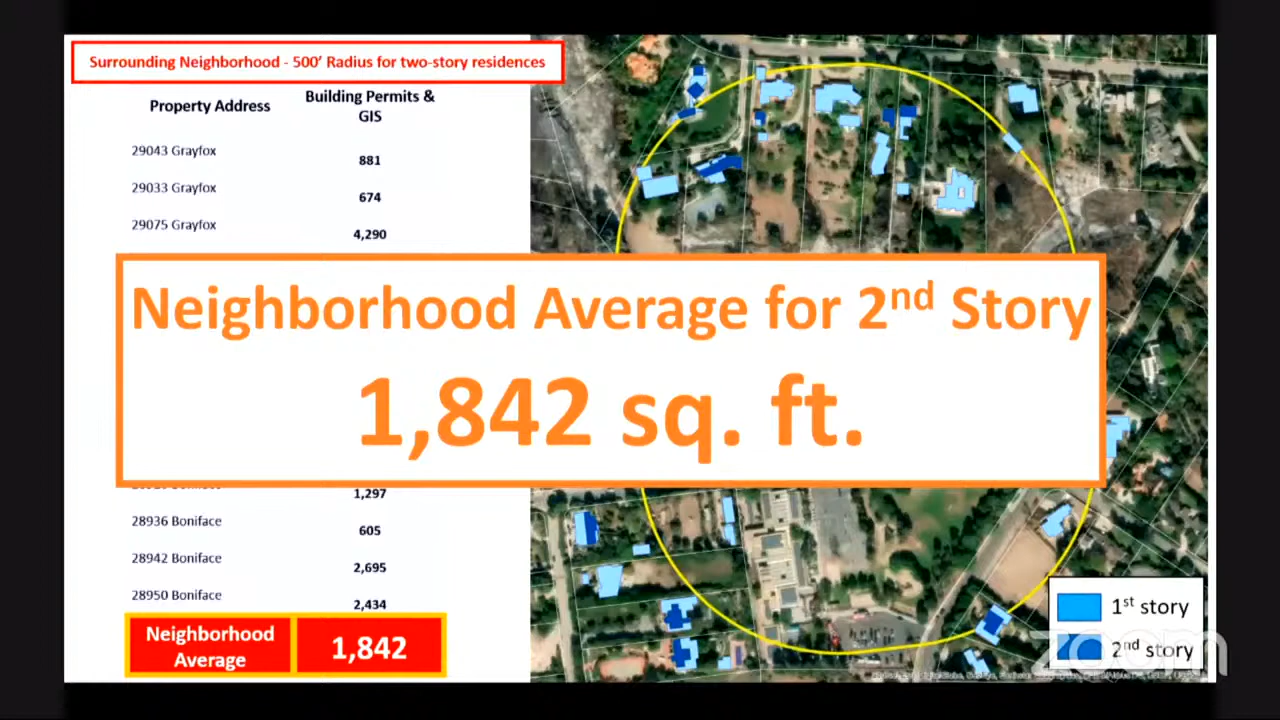 Surrounding Neighborhood - 500' Radius for two-story residences
Property Address
Building Permits &
GIS
29043 Grayfox
881
29033 Grayfox
674
29075 Grayfox
4,290
Neighborhood Average for 2nd Story
1,842 sq. ft.
1,297
28936 Boniface
605
28942 Boniface
2,695
28950 Boniface
2,434
Neighborhood
Average
1,842
1st story
2nd story
zoom